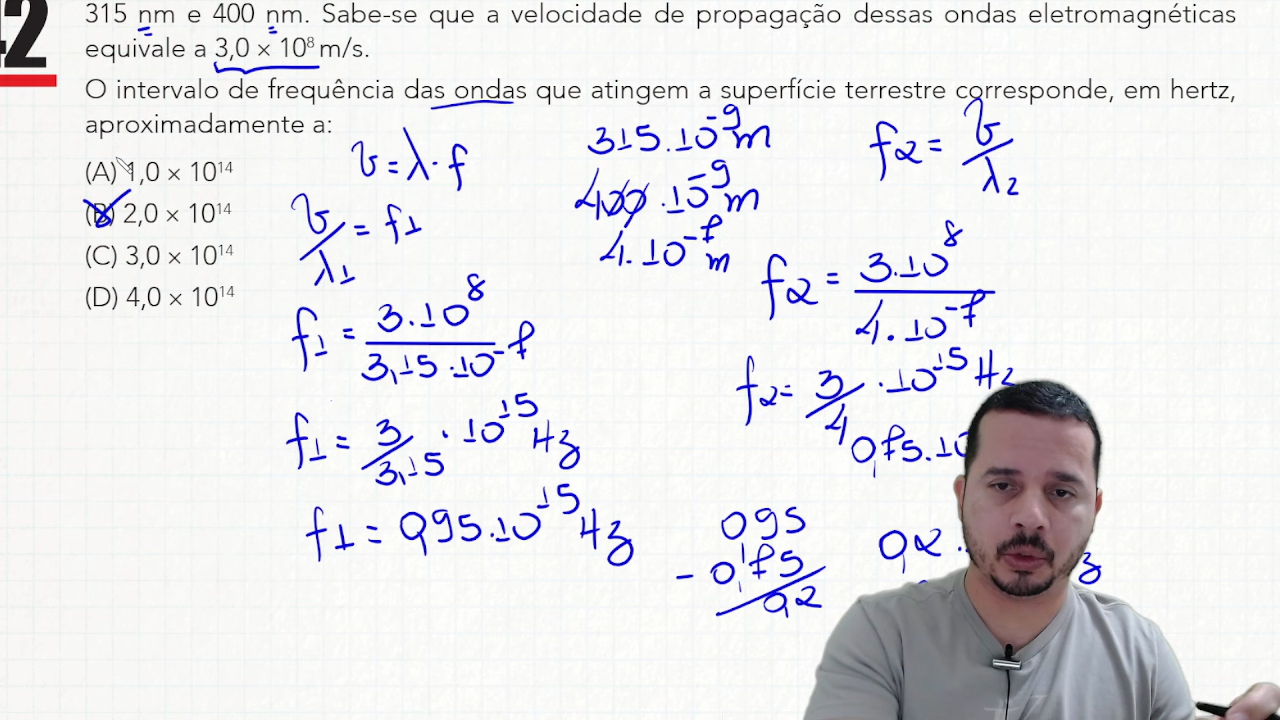 42
315 nm e 400 nm. Sabe-se que a velocidade de propagação dessas ondas eletromagnéticas
equivale a 3,0 × 10⁸ m/s.
O intervalo de frequência das ondas que atingem a superfície terrestre corresponde, em hertz,
aproximadamente a:
(A) 1,0 × 10¹⁴
(B) 2,0 × 10¹⁴
(C) 3,0 × 10¹⁴
(D) 4,0 × 10¹⁴
v = λ · f
v/λ1 = f1
f1 = 3.10⁸/3,15.10⁻⁷
f1 = 3/3,15 . 10¹⁵ Hz
f1 = 0,95.10¹⁵ Hz
315.10⁻⁹ m
400.10⁻⁹ m
4.10⁻⁷ m
f2 = v/λ2
f2 = 3.10⁸/4.10⁻⁷
f2 = 3/4 . 10¹⁵ Hz
0,75.10
095
- 0,75
0,2
0,2 .